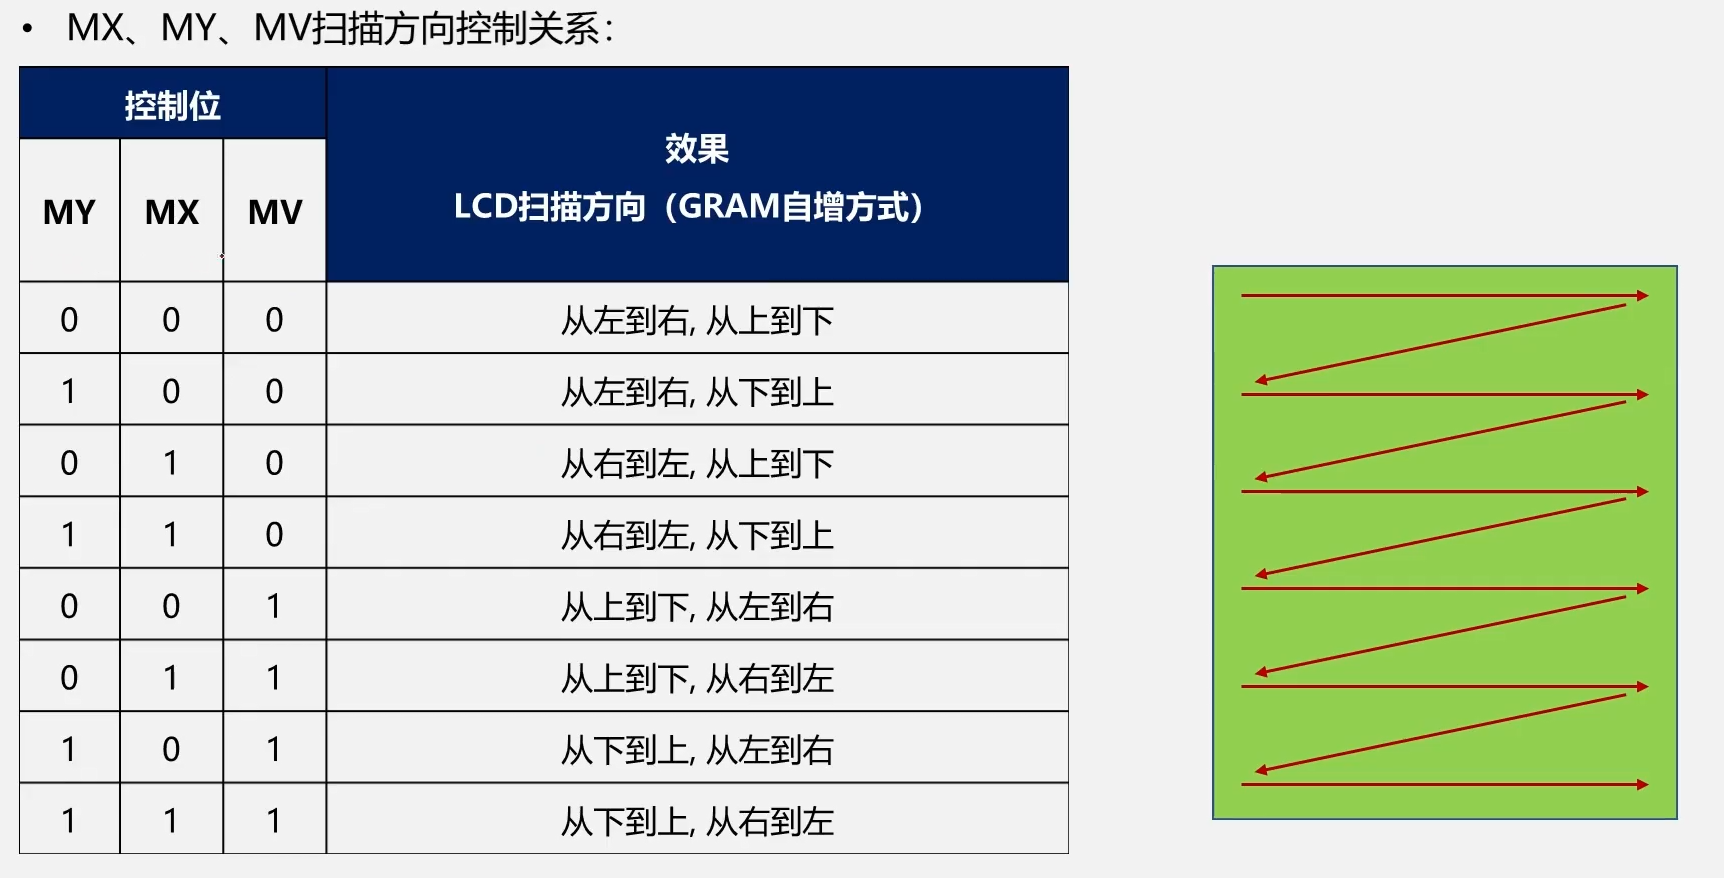 • MX、MY、MV扫描方向控制关系：
控制位
效果
LCD扫描方向（GRAM自增方式）
MY MX MV
0 0 0 从左到右, 从上到下
1 0 0 从左到右, 从下到上
0 1 0 从右到左, 从上到下
1 1 0 从右到左, 从下到上
0 0 1 从上到下, 从左到右
0 1 1 从上到下, 从右到左
1 0 1 从下到上, 从左到右
1 1 1 从下到上, 从右到左